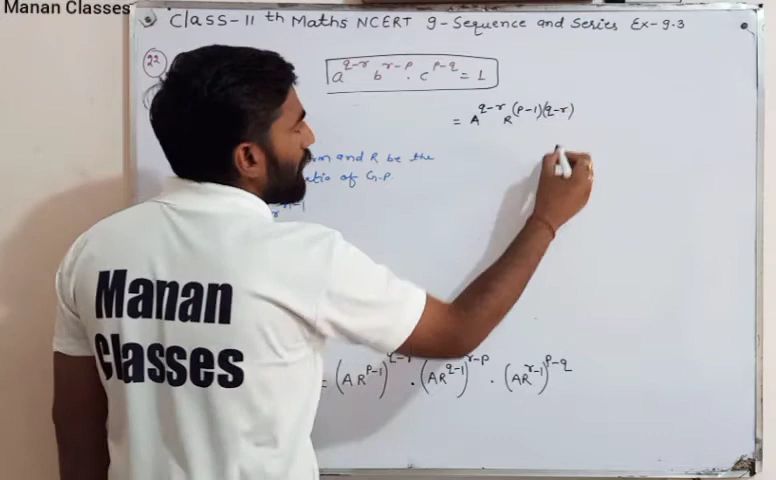 Manan Classes
Class-11 th Maths NCERT 9-Sequence and Series Ex-9.3
22
a^{q-r} b^{r-p} . c^{p-q} = 1
= A^{q-r} R^{(p-1)(q-r)}
and R be the
of G.P.
= (AR^{p-1})^{q-r} . (AR^{q-1})^{r-p} . (AR^{r-1})^{p-q}
Manan
Classes